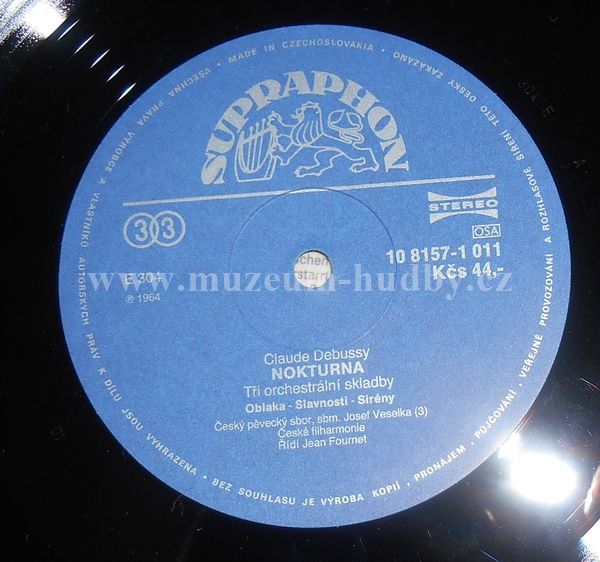 SUPRAPHON
VŠECHNA PRÁVA VÝROBCE A VLASTNÍKŮ AUTORSKÝCH PRÁV K DÍLU JSOU VYHRAZENA • BEZ SOUHLASU JE VÝROBA KOPIÍ • PRONÁJEM • PŮJČOVÁNÍ • VEŘEJNÉ PROVOZOVÁNÍ A ROZHLASOVÉ ŠÍŘENÍ TÉTO DESKY ZAKÁZÁNO • MADE IN CZECHOSLOVAKIA •
33
STEREO
OSA
10 8157-1 011
Kčs 44,-
E 304
℗ 1964
www.muzeum-hudby.cz
Claude Debussy
NOKTURNA
Tři orchestrální skladby
Oblaka - Slavnosti - Sirény
Český pěvecký sbor, sbm. Josef Veselka (3)
Česká filharmonie
Řídí Jean Fournet